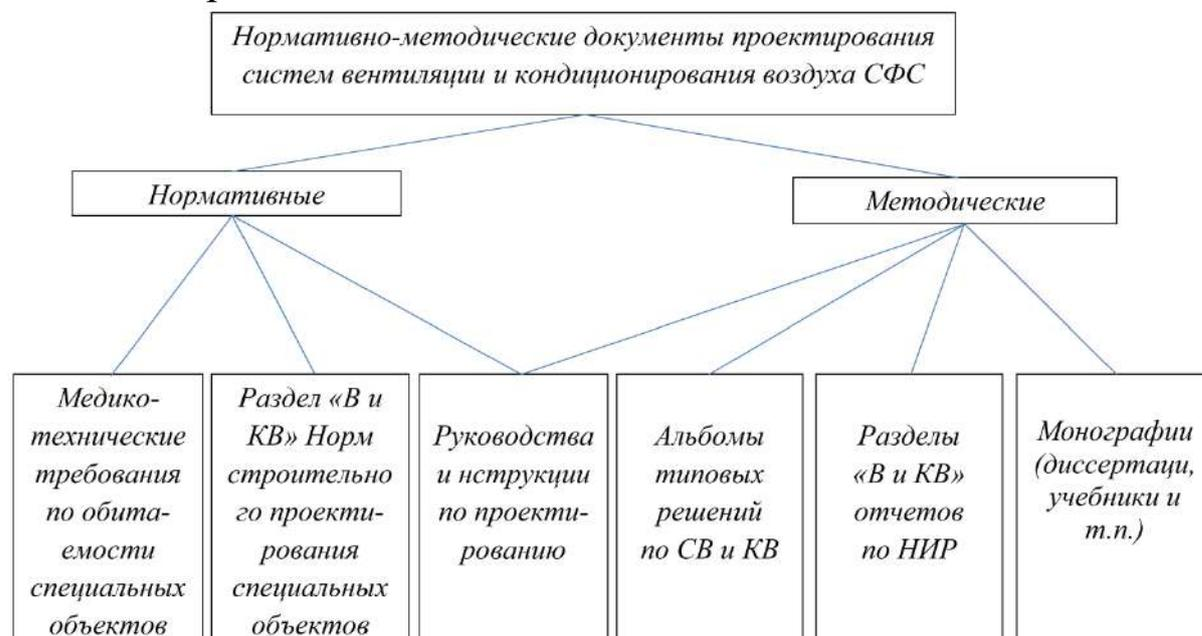 Нормативно-методические документы проектирования
систем вентиляции и кондиционирования воздуха СФС
Нормативные
Методические
Медико-
технические
требования
по обита-
емости
специальных
объектов
Раздел «В и
КВ» Норм
строительно
го проекти-
рования
специальных
объектов
Руководства
и нструкции
по проекти-
рованию
Альбомы
типовых
решений
по СВ и КВ
Разделы
«В и КВ»
отчетов
по НИР
Монографии
(диссертаци,
учебники и
т.п.)